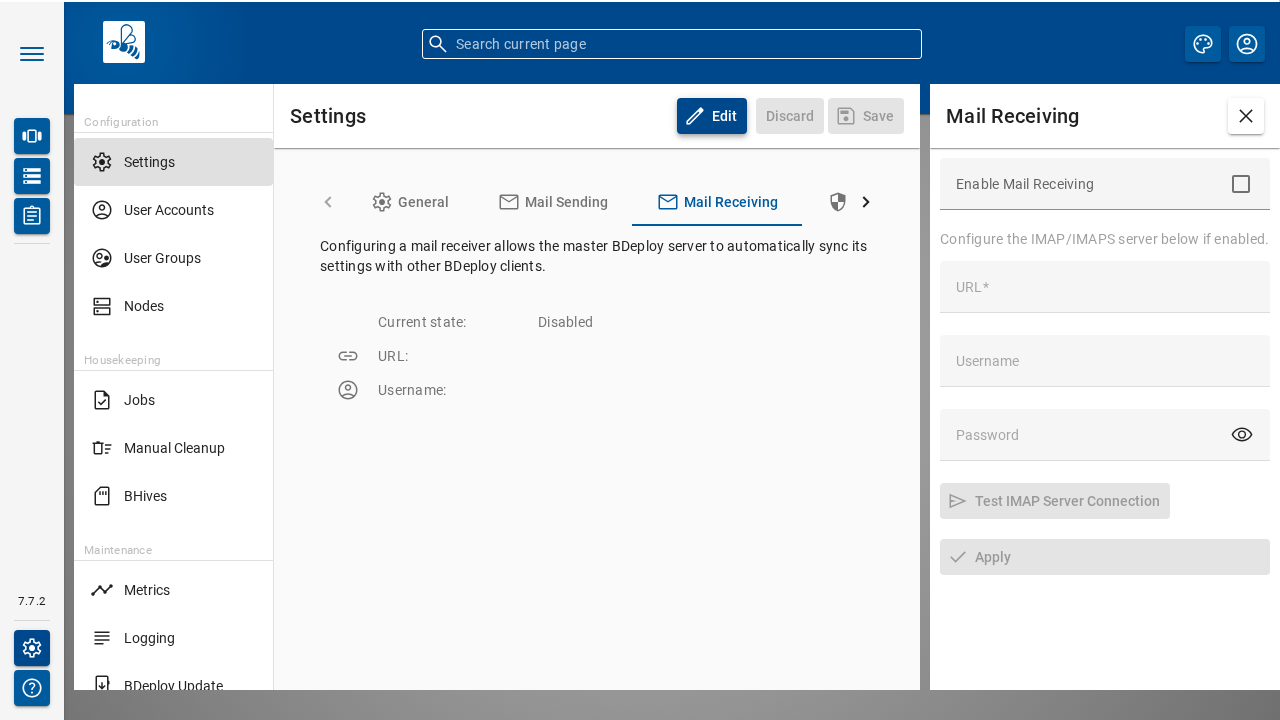 Search current page
Configuration
Settings
User Accounts
User Groups
Nodes
Housekeeping
Jobs
Manual Cleanup
BHives
Maintenance
Metrics
Logging
BDeploy Update
7.7.2
Settings
Edit
Discard
Save
General
Mail Sending
Mail Receiving
Configuring a mail receiver allows the master BDeploy server to automatically sync its
settings with other BDeploy clients.
Current state: Disabled
URL:
Username:
Mail Receiving
Enable Mail Receiving
Configure the IMAP/IMAPS server below if enabled.
URL*
Username
Password
Test IMAP Server Connection
Apply